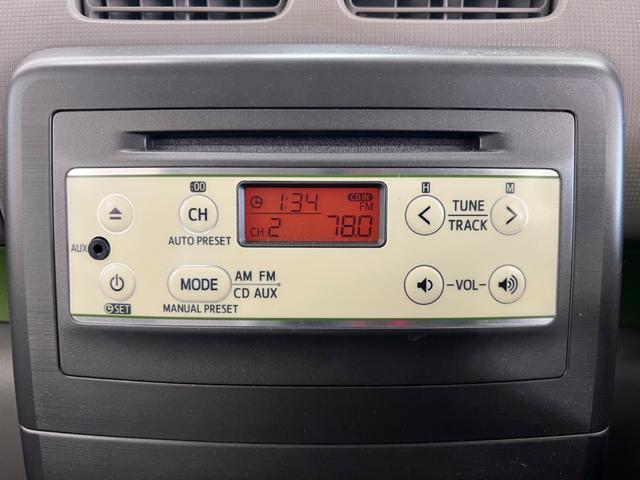 :00
H
M
1:34
CD IN
FM
CH 2
78.0
CH
AUTO PRESET
<
TUNE
TRACK
>
AUX
MODE
AM FM
CD AUX
MANUAL PRESET
-VOL-
SET